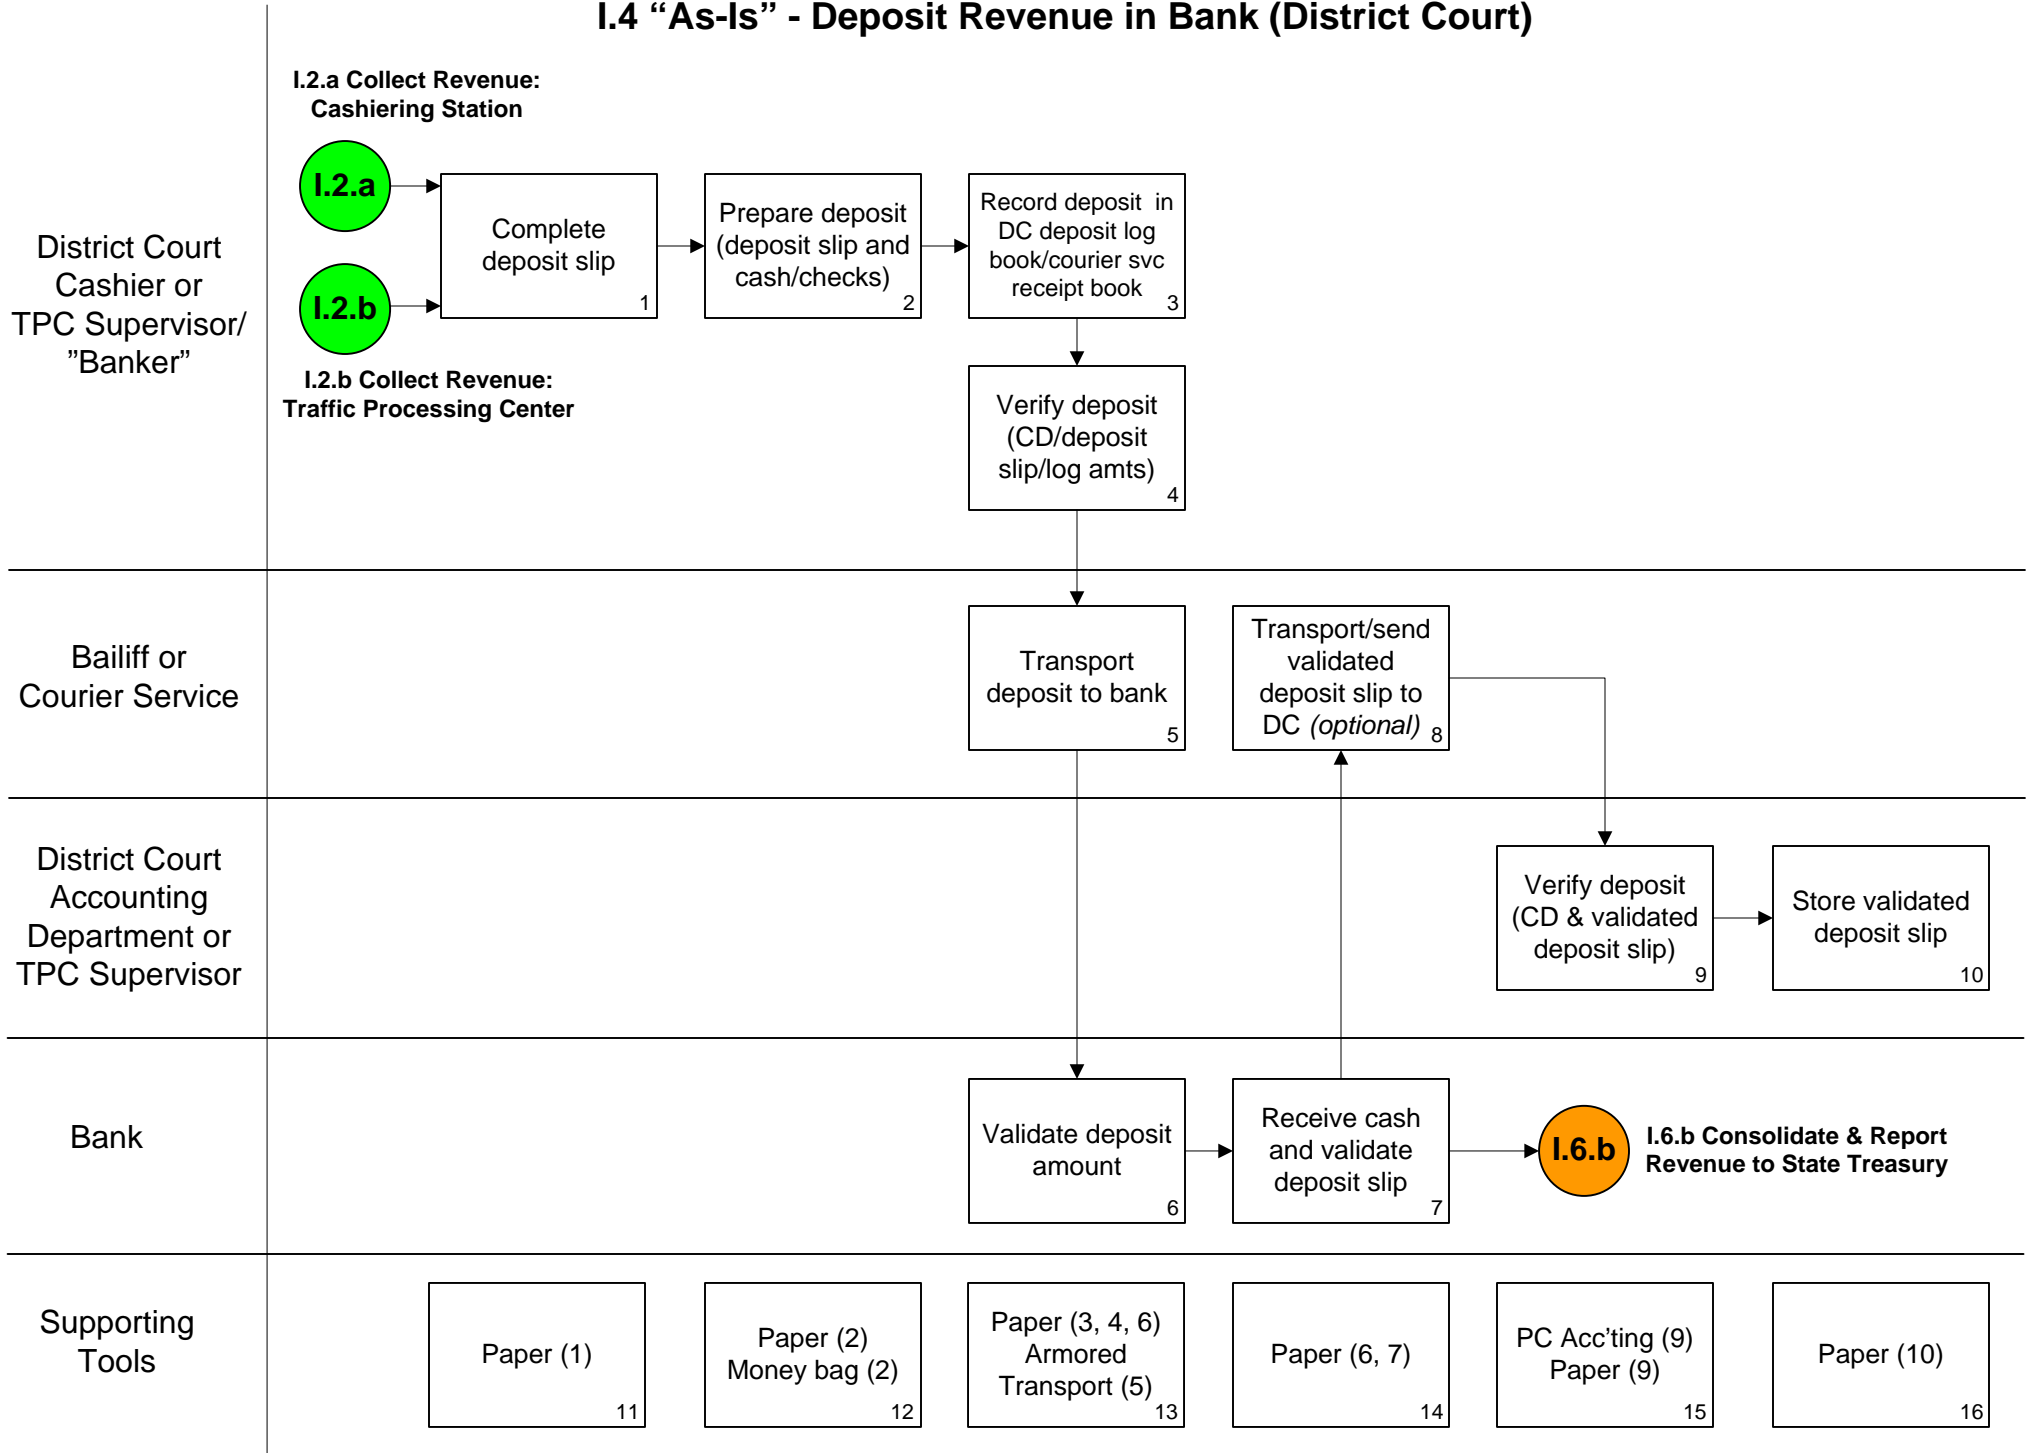 I.4 “As-Is” - Deposit Revenue in Bank (District Court)
I.2.a Collect Revenue:
Cashiering Station
I.2.a
I.2.b
I.2.b Collect Revenue:
Traffic Processing Center
District Court
Cashier or
TPC Supervisor/
”Banker”
Complete
deposit slip
1
Prepare deposit
(deposit slip and
cash/checks)
2
Record deposit in
DC deposit log
book/courier svc
receipt book
3
Verify deposit
(CD/deposit
slip/log amts)
4
Bailiff or
Courier Service
Transport
deposit to bank
5
Transport/send
validated
deposit slip to
DC (optional)
8
District Court
Accounting
Department or
TPC Supervisor
Verify deposit
(CD & validated
deposit slip)
9
Store validated
deposit slip
10
Bank
Validate deposit
amount
6
Receive cash
and validate
deposit slip
7
I.6.b
I.6.b Consolidate & Report
Revenue to State Treasury
Supporting
Tools
Paper (1)
11
Paper (2)
Money bag (2)
12
Paper (3, 4, 6)
Armored
Transport (5)
13
Paper (6, 7)
14
PC Acc'ting (9)
Paper (9)
15
Paper (10)
16